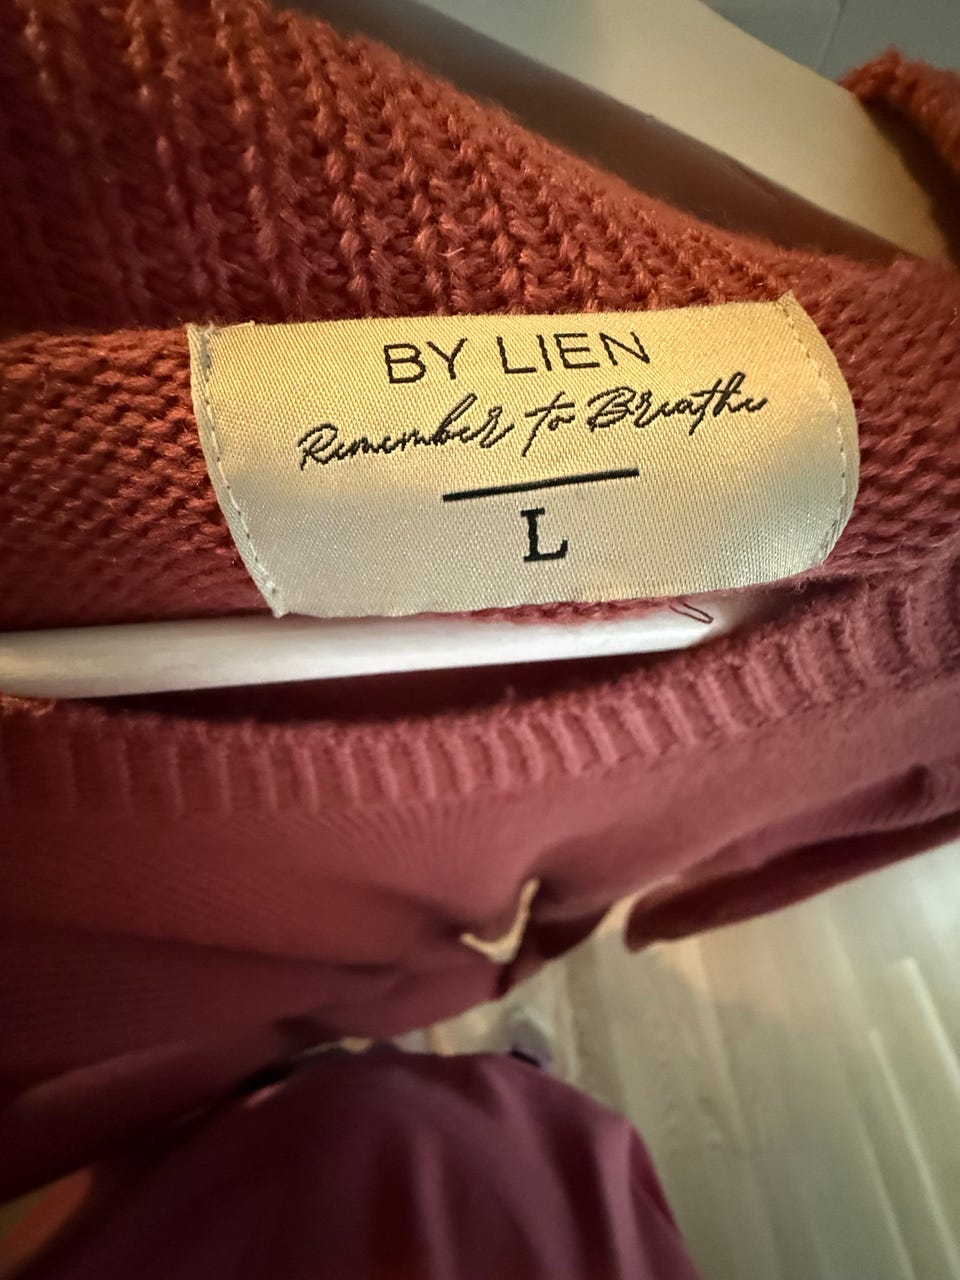 BY LIEN
Remember to Breathe
L